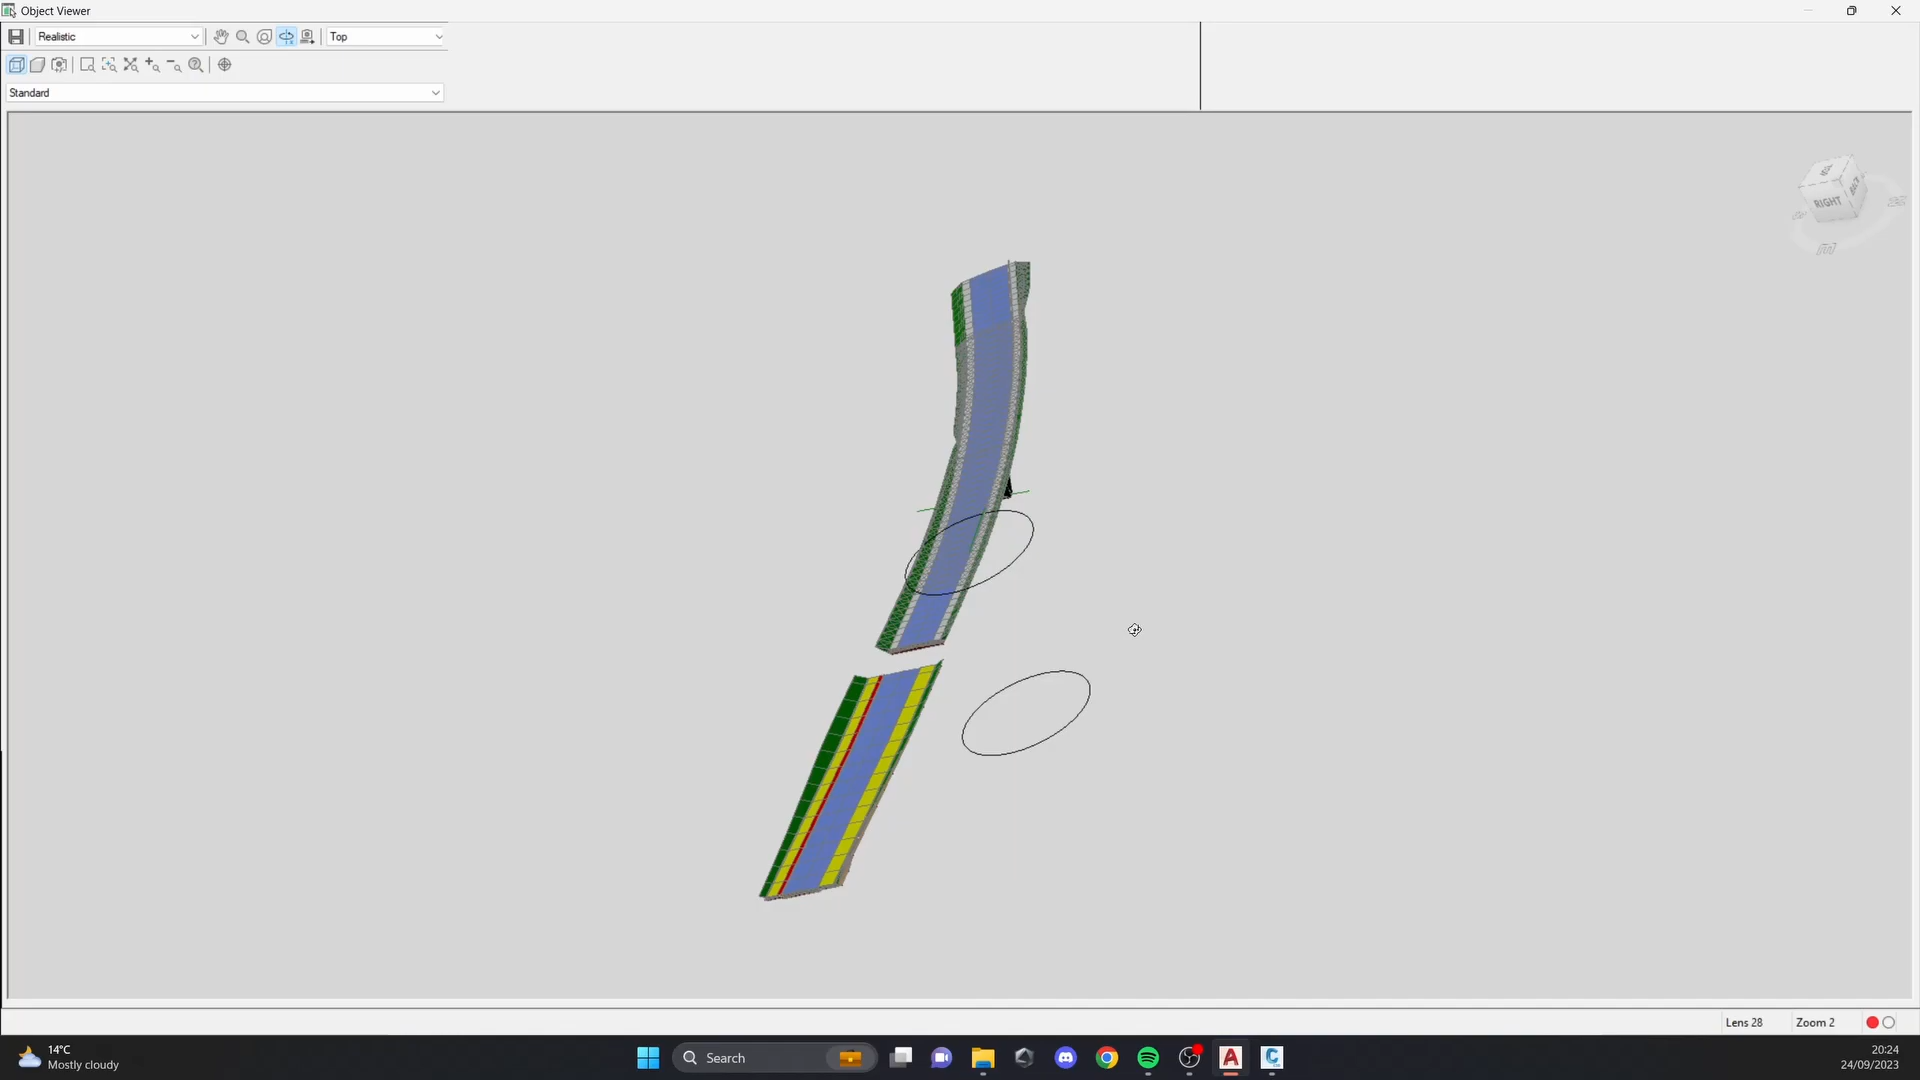 Object Viewer
Realistic
Top
Standard
RIGHT
BACK
Lens 28
Zoom 2
14°C
Mostly cloudy
Search
20:24
24/09/2023